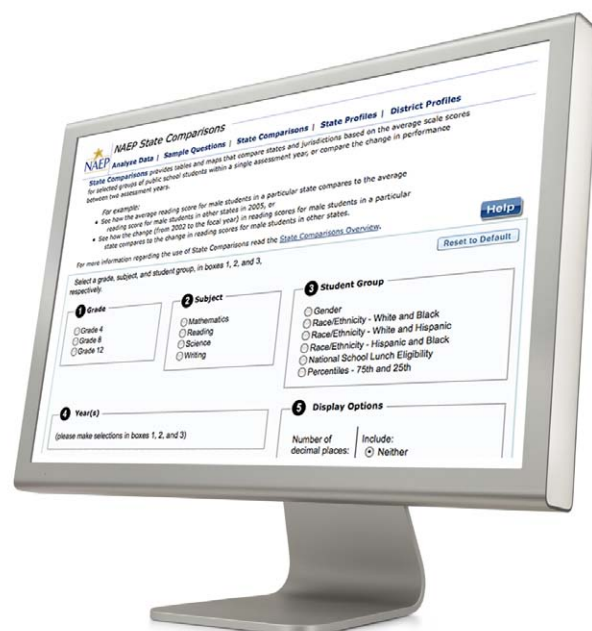 NAEP State Comparisons
NAEP
Analyze Data | Sample Questions | State Comparisons | State Profiles | District Profiles
State Comparisons provides tables and maps that compare states and jurisdictions based on the average scale scores
for selected groups of public school students within a single assessment year, or compare the change in performance
between two assessment years.
For example:
• See how the average reading score for male students in a particular state compares to the average
reading score for male students in other states in 2005, or
• See how the change (from 2002 to the focal year) in reading scores for male students in a particular
state compares to the change in reading scores for male students in other states.
For more information regarding the use of State Comparisons read the State Comparisons Overview.
Help
Reset to Default
Select a grade, subject, and student group, in boxes 1, 2, and 3,
respectively.
1 Grade
Grade 4
Grade 8
Grade 12
2 Subject
Mathematics
Reading
Science
Writing
3 Student Group
Gender
Race/Ethnicity - White and Black
Race/Ethnicity - White and Hispanic
Race/Ethnicity - Hispanic and Black
National School Lunch Eligibility
Percentiles - 75th and 25th
4 Year(s)
(please make selections in boxes 1, 2, and 3)
5 Display Options
Number of
decimal places:
Include:
Neither